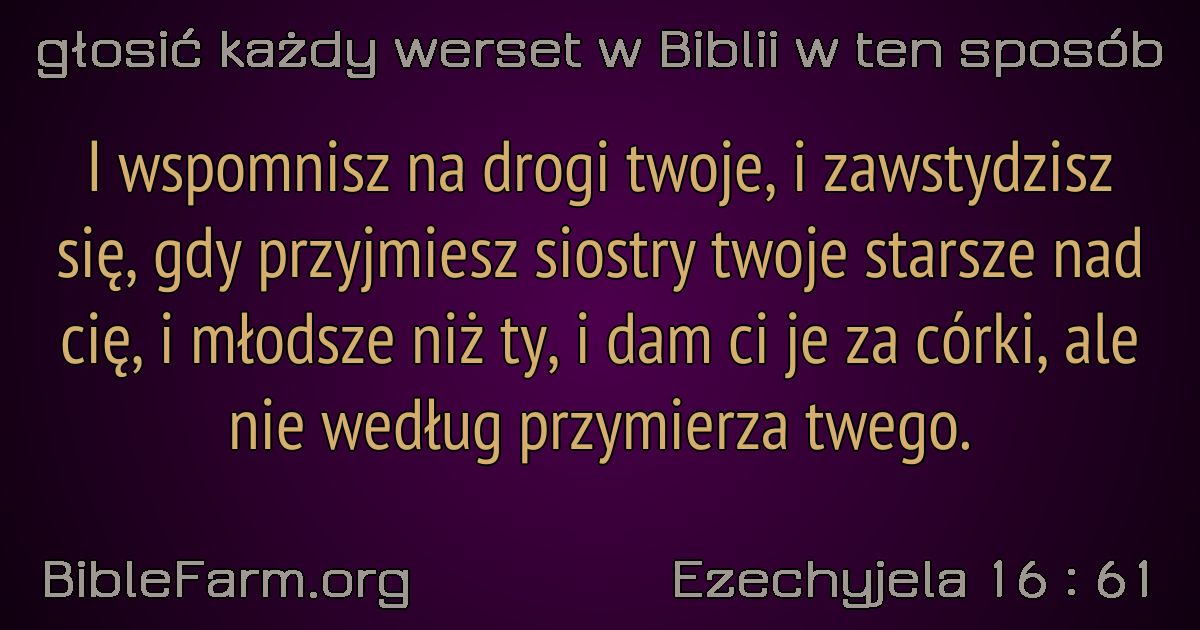 głosić każdy werset w Biblii w ten sposób
I wspomnisz na drogi twoje, i zawstydzisz
się, gdy przyjmiesz siostry twoje starsze nad
cię, i młodsze niż ty, i dam ci je za córki, ale
nie według przymierza twego.
BibleFarm.org
Ezechyjela 16 : 61